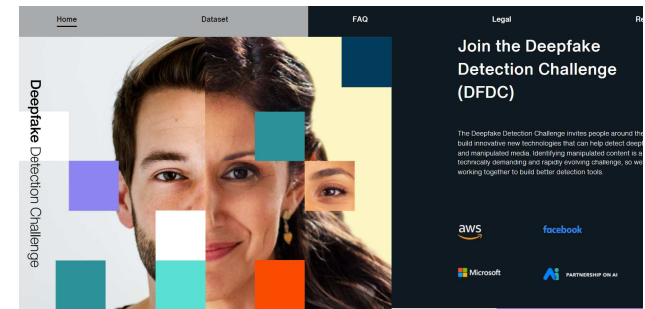 Home
Dataset
FAQ
Legal
Re
Deepfake Detection Challenge
Join the Deepfake
Detection Challenge
(DFDC)
The Deepfake Detection Challenge invites people around the
build innovative new technologies that can help detect deepf
and manipulated media. Identifying manipulated content is a
technically demanding and rapidly evolving challenge, so we
working together to build better detection tools.
aws
facebook
Microsoft
PARTNERSHIP ON AI